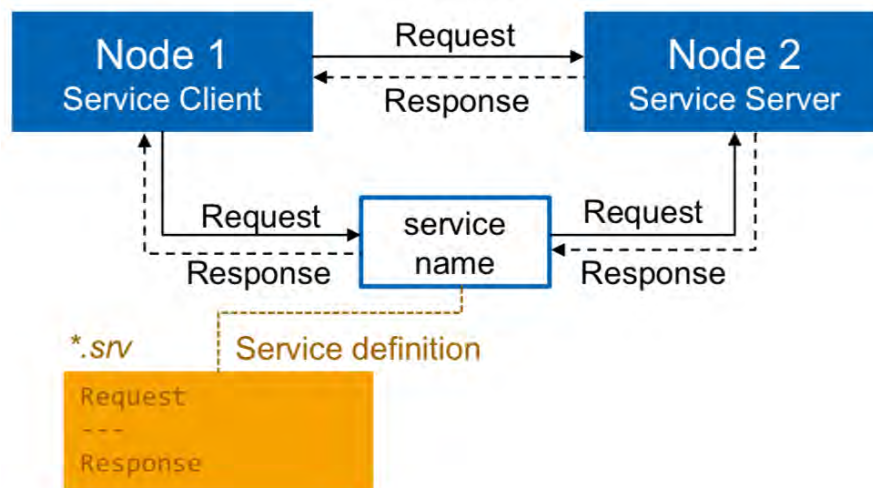 Node 1
Service Client
Request
Response
Node 2
Service Server
Request
Response
service
name
Request
Response
*.srv
Service definition
Request
---
Response